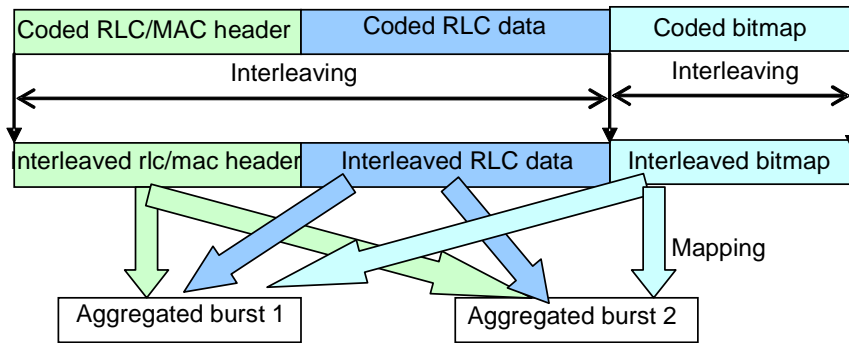 Coded RLC/MAC header
Coded RLC data
Coded bitmap
Interleaving
Interleaving
Interleaved rlc/mac header
Interleaved RLC data
Interleaved bitmap
Mapping
Aggregated burst 1
Aggregated burst 2